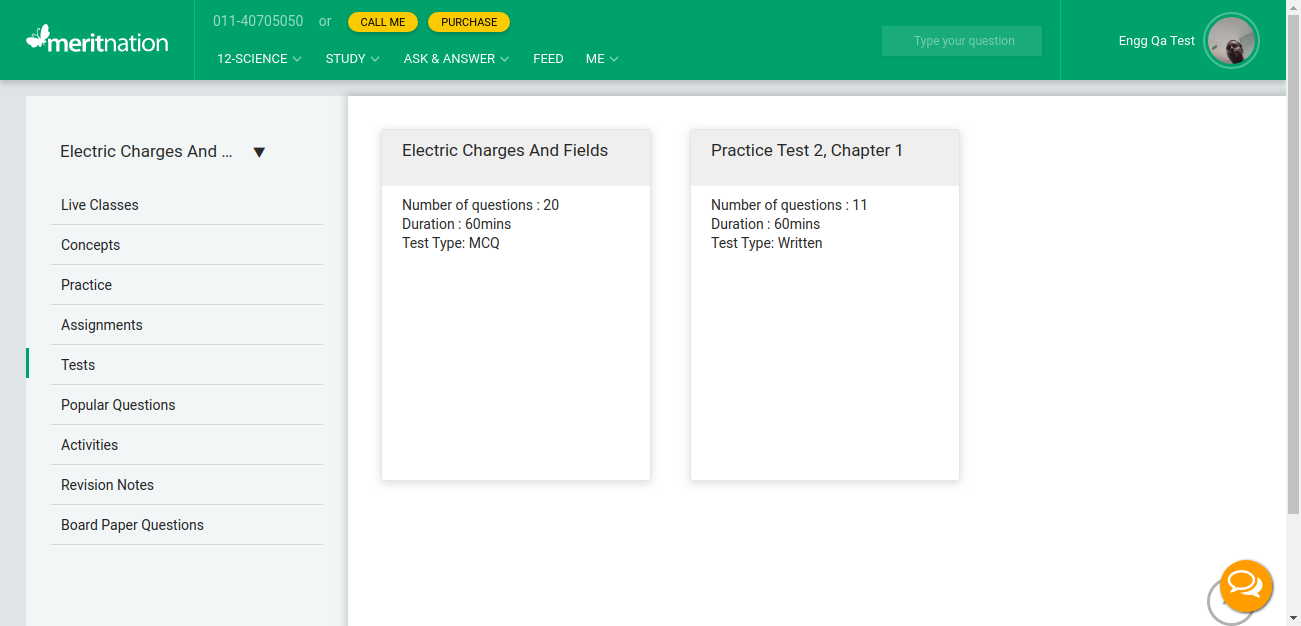 meritnation
011-40705050 or CALL ME PURCHASE
12-SCIENCE STUDY ASK & ANSWER FEED ME
Type your question
Engg Qa Test
Electric Charges And ...
Live Classes
Concepts
Practice
Assignments
Tests
Popular Questions
Activities
Revision Notes
Board Paper Questions
Electric Charges And Fields
Number of questions : 20
Duration : 60mins
Test Type: MCQ
Practice Test 2, Chapter 1
Number of questions : 11
Duration : 60mins
Test Type: Written